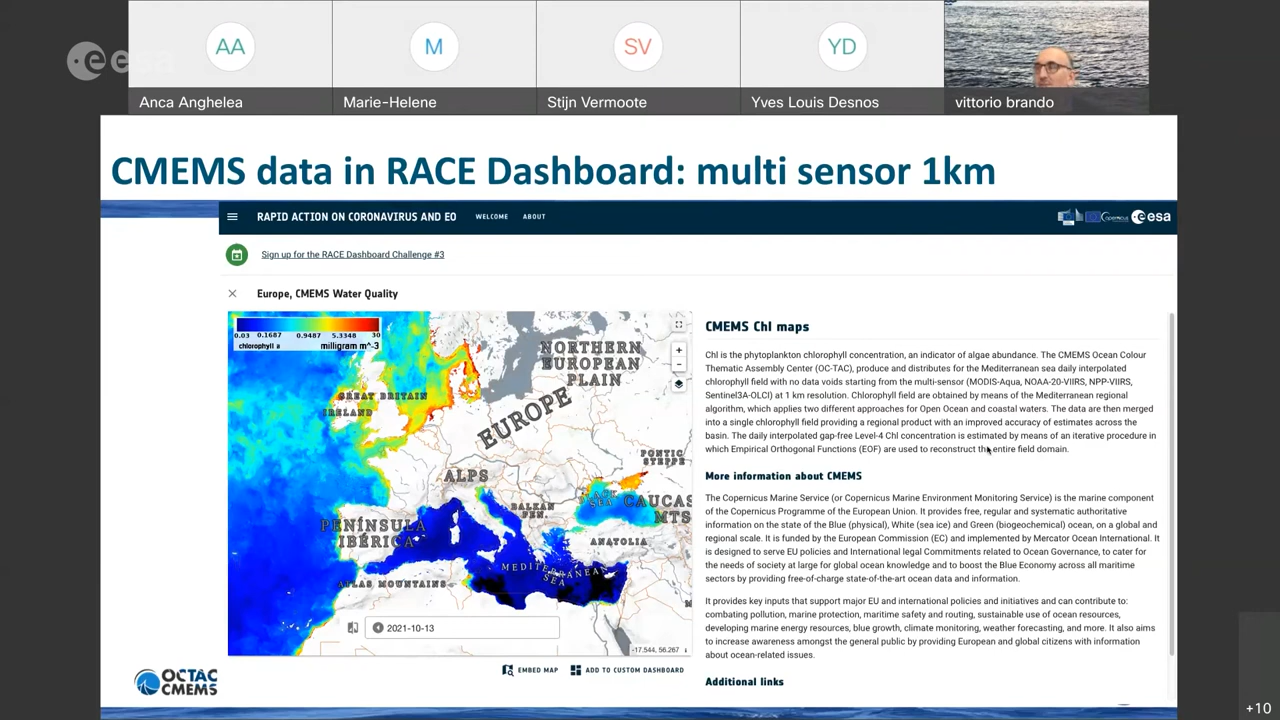 esa
AA
M
SV
YD
Anca Anghelea
Marie-Helene
Stijn Vermoote
Yves Louis Desnos
vittorio brando
CMEMS data in RACE Dashboard: multi sensor 1km
RAPID ACTION ON CORONAVIRUS AND EO
WELCOME
ABOUT
opernicus
esa
Sign up for the RACE Dashboard Challenge #3
Europe, CMEMS Water Quality
0.03 0.1687 0.9487 5.3348 30
chlorophyll a milligram m^-3
NORTHERN
EUROPEAN
PLAIN
GREAT BRITAIN
IRELAND
EUROPE
PONTIC
STEPPE
ALPS
BLACK
SEA
CAUCAS
MTS
BALKAN
PEN.
PENÍNSULA
IBÉRICA
ANATOLIA
MEDITERRANEAN
SEA
ATLAS MOUNTAINS
2021-10-13
-17.544, 56.267
EMBED MAP
ADD TO CUSTOM DASHBOARD
CMEMS Chl maps
Chl is the phytoplankton chlorophyll concentration, an indicator of algae abundance. The CMEMS Ocean Colour
Thematic Assembly Center (OC-TAC), produce and distributes for the Mediterranean sea daily interpolated
chlorophyll field with no data voids starting from the multi-sensor (MODIS-Aqua, NOAA-20-VIIRS, NPP-VIIRS,
Sentinel3A-OLCI) at 1 km resolution. Chlorophyll field are obtained by means of the Mediterranean regional
algorithm, which applies two different approaches for Open Ocean and coastal waters. The data are then merged
into a single chlorophyll field providing a regional product with an improved accuracy of estimates across the
basin. The daily interpolated gap-free Level-4 Chl concentration is estimated by means of an iterative procedure in
which Empirical Orthogonal Functions (EOF) are used to reconstruct the entire field domain.
More information about CMEMS
The Copernicus Marine Service (or Copernicus Marine Environment Monitoring Service) is the marine component
of the Copernicus Programme of the European Union. It provides free, regular and systematic authoritative
information on the state of the Blue (physical), White (sea ice) and Green (biogeochemical) ocean, on a global and
regional scale. It is funded by the European Commission (EC) and implemented by Mercator Ocean International. It
is designed to serve EU policies and International legal Commitments related to Ocean Governance, to cater for
the needs of society at large for global ocean knowledge and to boost the Blue Economy across all maritime
sectors by providing free-of-charge state-of-the-art ocean data and information.
It provides key inputs that support major EU and international policies and initiatives and can contribute to:
combating pollution, marine protection, maritime safety and routing, sustainable use of ocean resources,
developing marine energy resources, blue growth, climate monitoring, weather forecasting, and more. It also aims
to increase awareness amongst the general public by providing European and global citizens with information
about ocean-related issues.
Additional links
OCTAC
CMEMS
+10